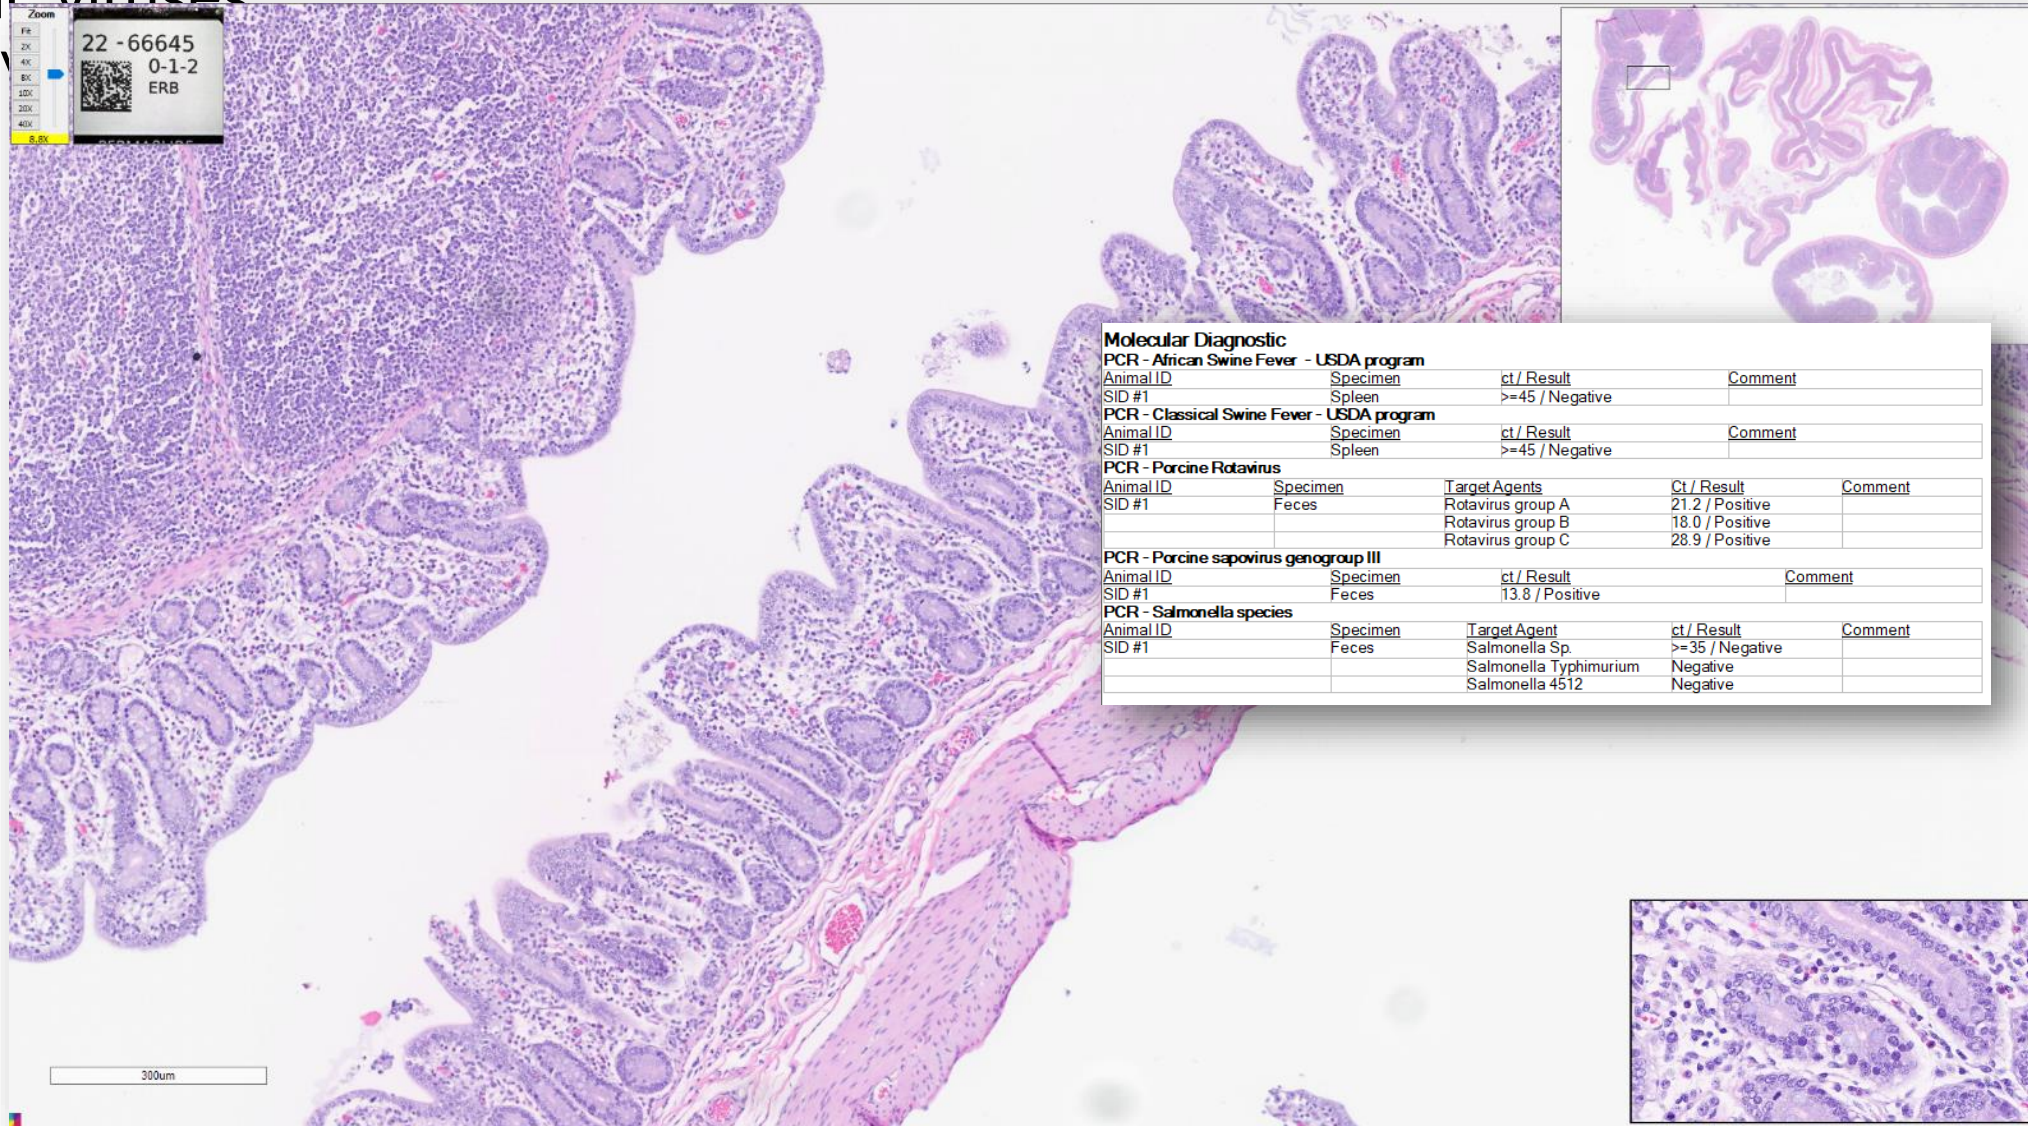 viruses
Zoom
Fit
2X
4X
8X
10X
20X
40X
8.8X
22 - 66645
0-1-2
ERB
Molecular Diagnostic
PCR - African Swine Fever - USDA program
Animal ID Specimen ct / Result Comment
SID #1 Spleen >=45 / Negative
PCR - Classical Swine Fever - USDA program
Animal ID Specimen ct / Result Comment
SID #1 Spleen >=45 / Negative
PCR - Porcine Rotavirus
Animal ID Specimen Target Agents Ct / Result Comment
SID #1 Feces Rotavirus group A 21.2 / Positive
Rotavirus group B 18.0 / Positive
Rotavirus group C 28.9 / Positive
PCR - Porcine sapovirus genogroup III
Animal ID Specimen ct / Result Comment
SID #1 Feces 13.8 / Positive
PCR - Salmonella species
Animal ID Specimen Target Agent ct / Result Comment
SID #1 Feces Salmonella Sp. >=35 / Negative
Salmonella Typhimurium Negative
Salmonella 4512 Negative
300um